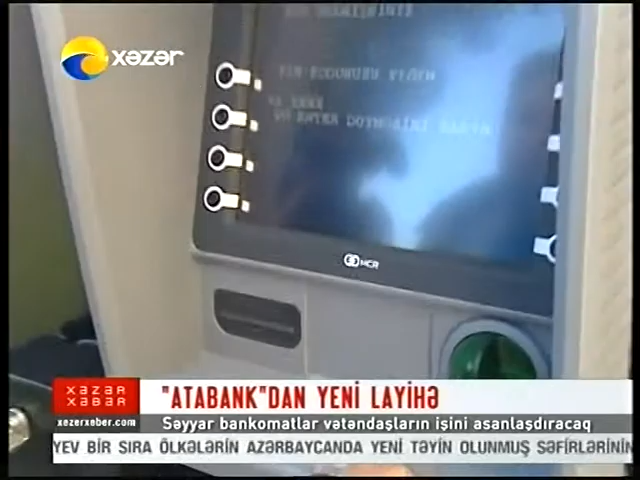 xəzər
NCR
XƏZƏR
XƏBƏR
xezerxeber.com
"ATABANK"DAN YENİ LAYİHƏ
Səyyar bankomatlar vətəndaşların işini asanlaşdıracaq
YEV BİR SIRA ÖLKƏLƏRİN AZƏRBAYCANDA YENİ TƏYİN OLUNMUŞ SƏFİRLƏRİNİN